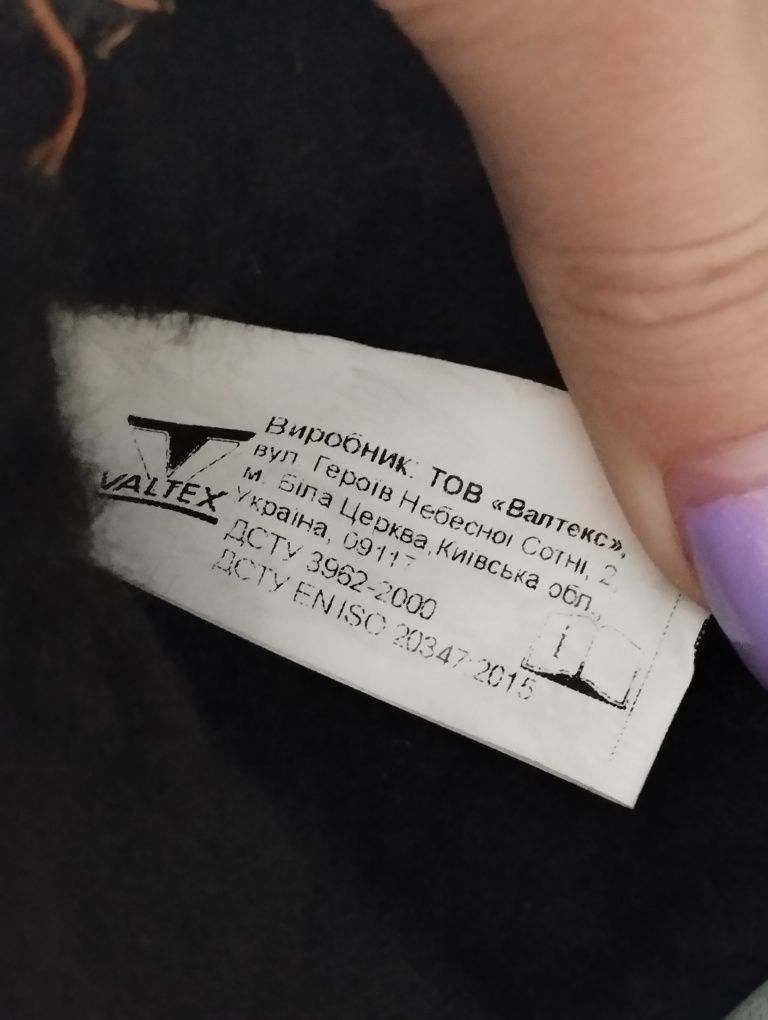 VALTEX
Виробник: ТОВ «Валтекс»,
вул. Героїв Небесної Сотні, 2,
м. Біла Церква, Київська обл.,
Україна, 09117
ДСТУ 3962-2000
ДСТУ EN ISO 20347:2015
i